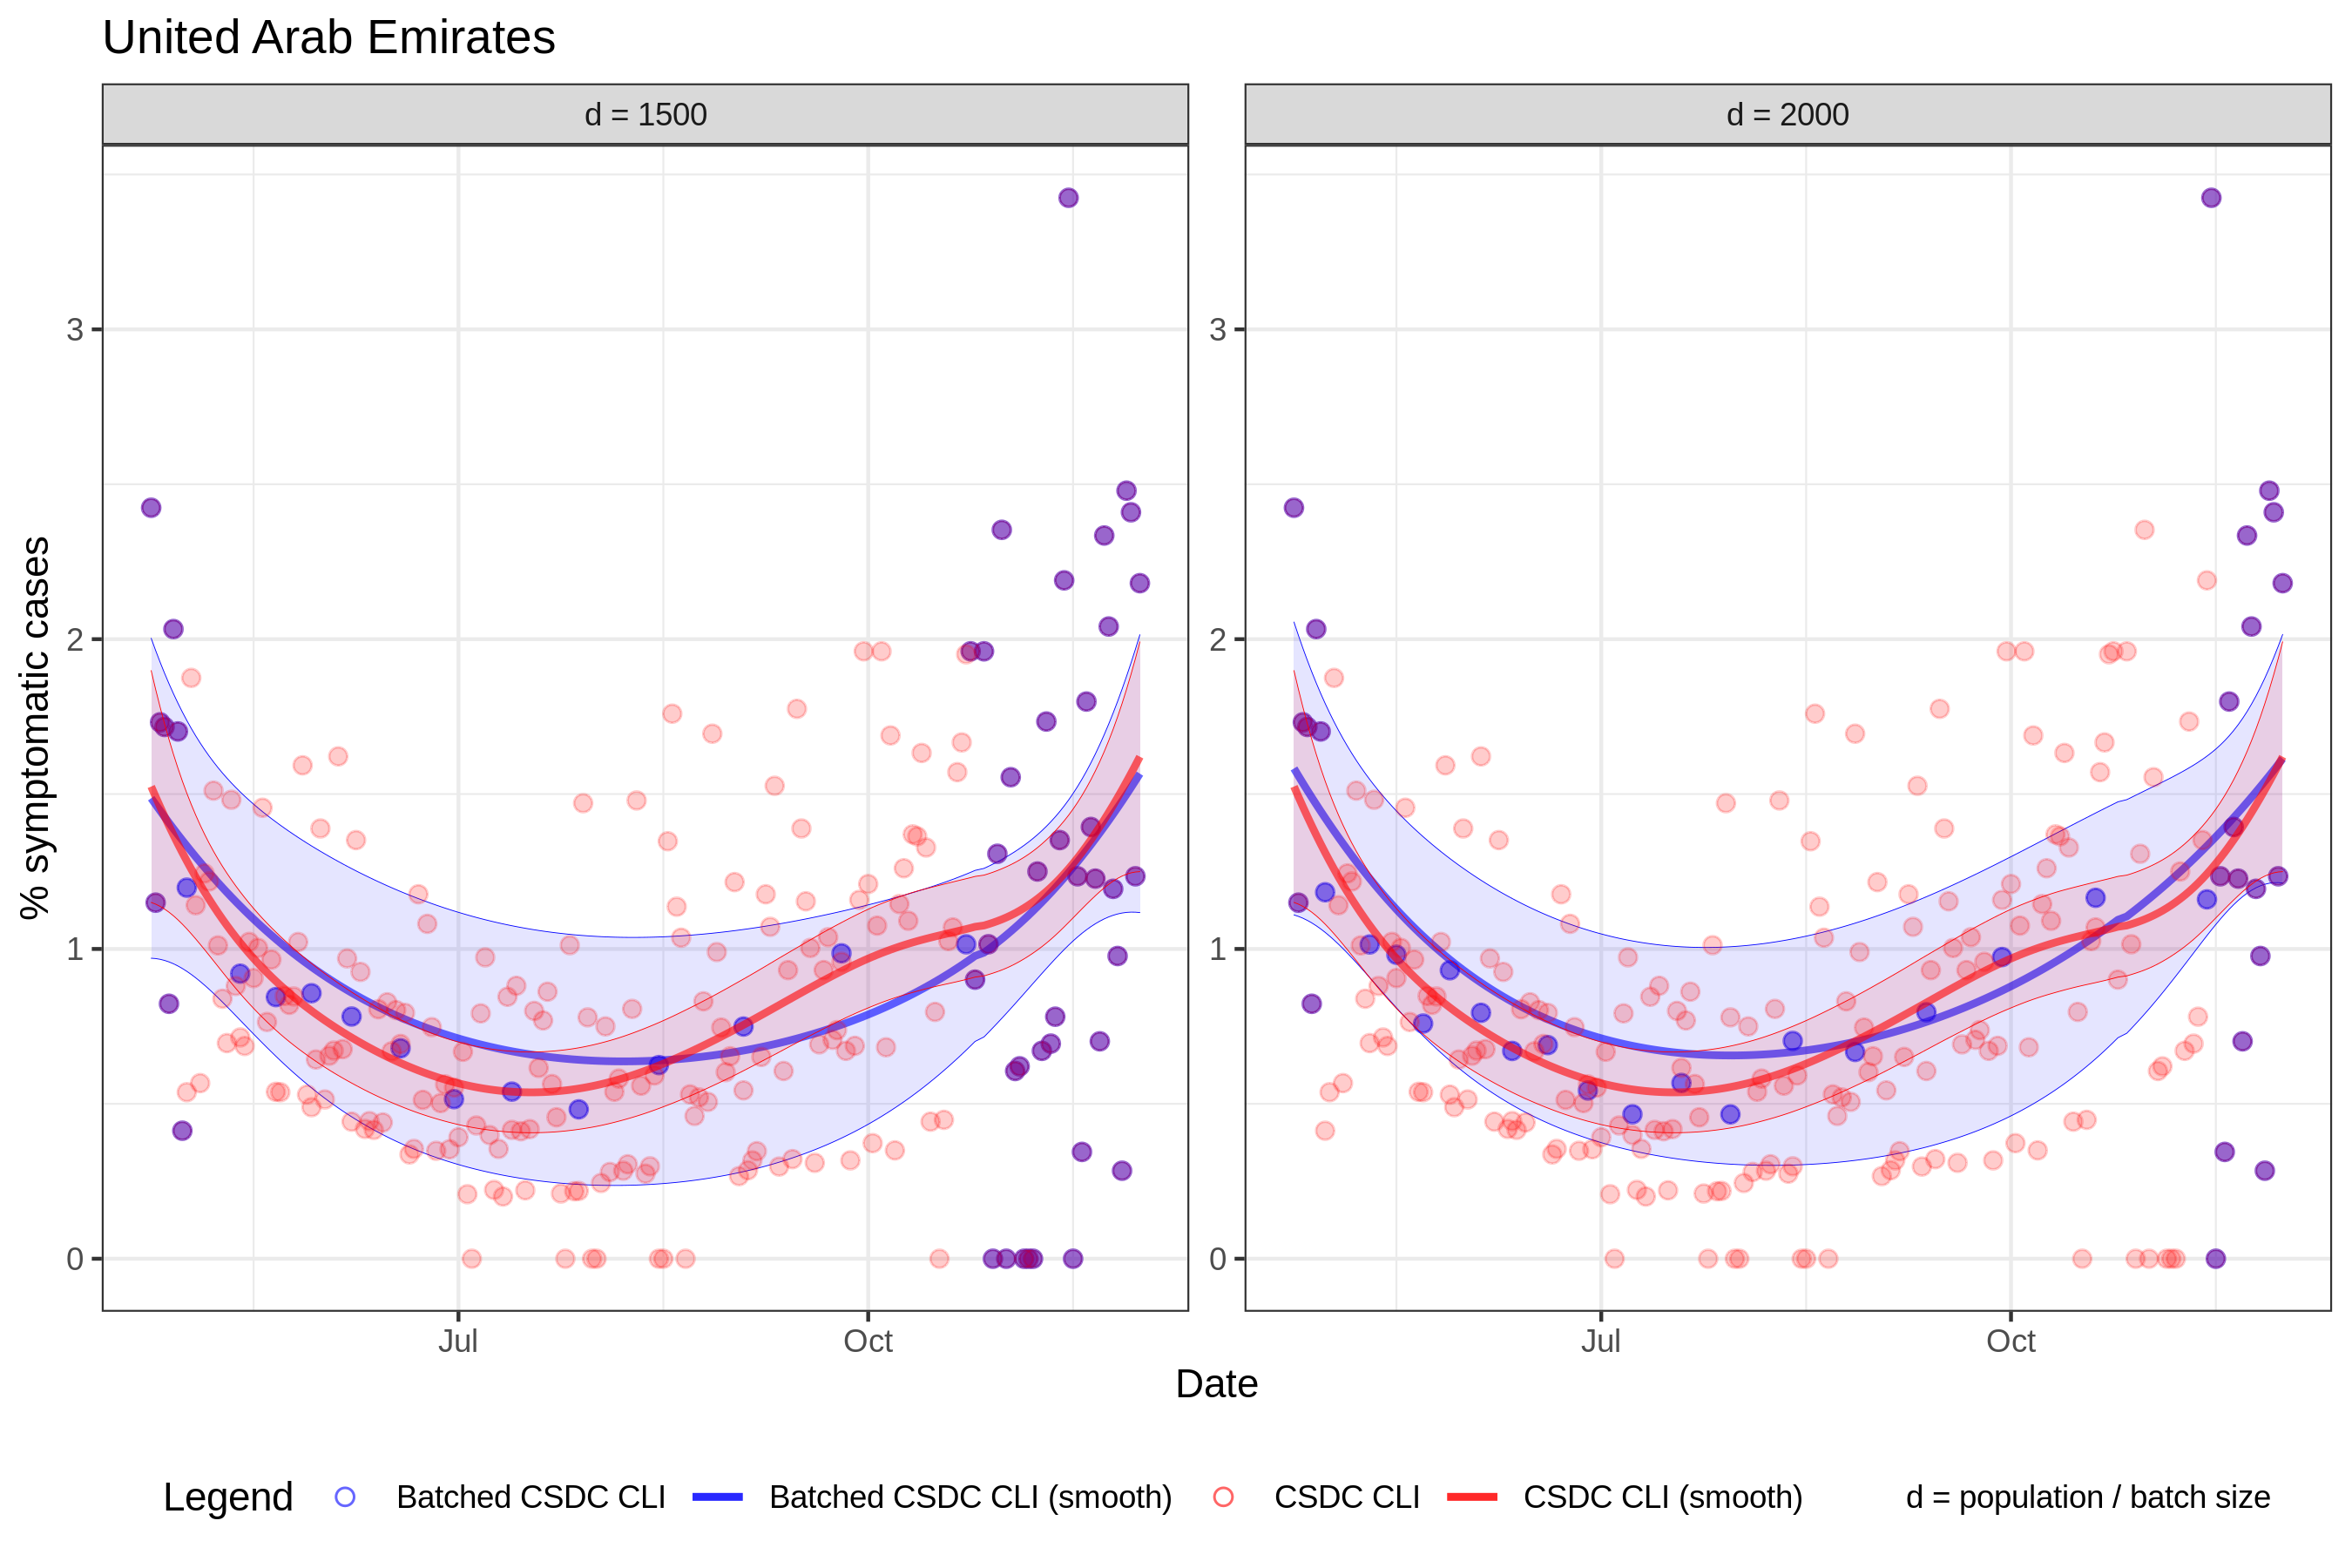 United Arab Emirates
d = 1500
d = 2000
% symptomatic cases
3
2
1
0
3
2
1
0
Jul
Oct
Jul
Oct
Date
Legend
Batched CSDC CLI
Batched CSDC CLI (smooth)
CSDC CLI
CSDC CLI (smooth)
d = population / batch size